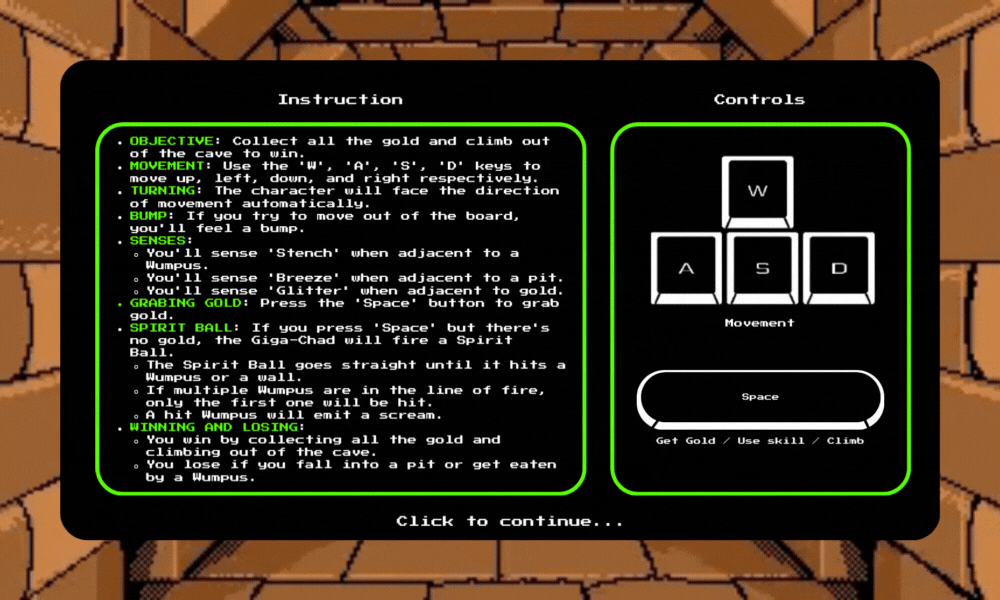 Instruction
• OBJECTIVE: Collect all the gold and climb out
of the cave to win.
• MOVEMENT: Use the 'W', 'A', 'S', 'D' keys to
move up, left, down, and right respectively.
• TURNING: The character will face the direction
of movement automatically.
• BUMP: If you try to move out of the board,
you'll feel a bump.
• SENSES:
◦ You'll sense 'Stench' when adjacent to a
Wumpus.
◦ You'll sense 'Breeze' when adjacent to a pit.
◦ You'll sense 'Glitter' when adjacent to gold.
• GRABING GOLD: Press the 'Space' button to grab
gold.
• SPIRIT BALL: If you press 'Space' but there's
no gold, the Giga-Chad will fire a Spirit
Ball.
◦ The Spirit Ball goes straight until it hits a
Wumpus or a wall.
◦ If multiple Wumpus are in the line of fire,
only the first one will be hit.
◦ A hit Wumpus will emit a scream.
• WINNING AND LOSING:
◦ You win by collecting all the gold and
climbing out of the cave.
◦ You lose if you fall into a pit or get eaten
by a Wumpus.
Controls
W
A S D
Movement
Space
Get Gold / Use skill / Climb
Click to continue...